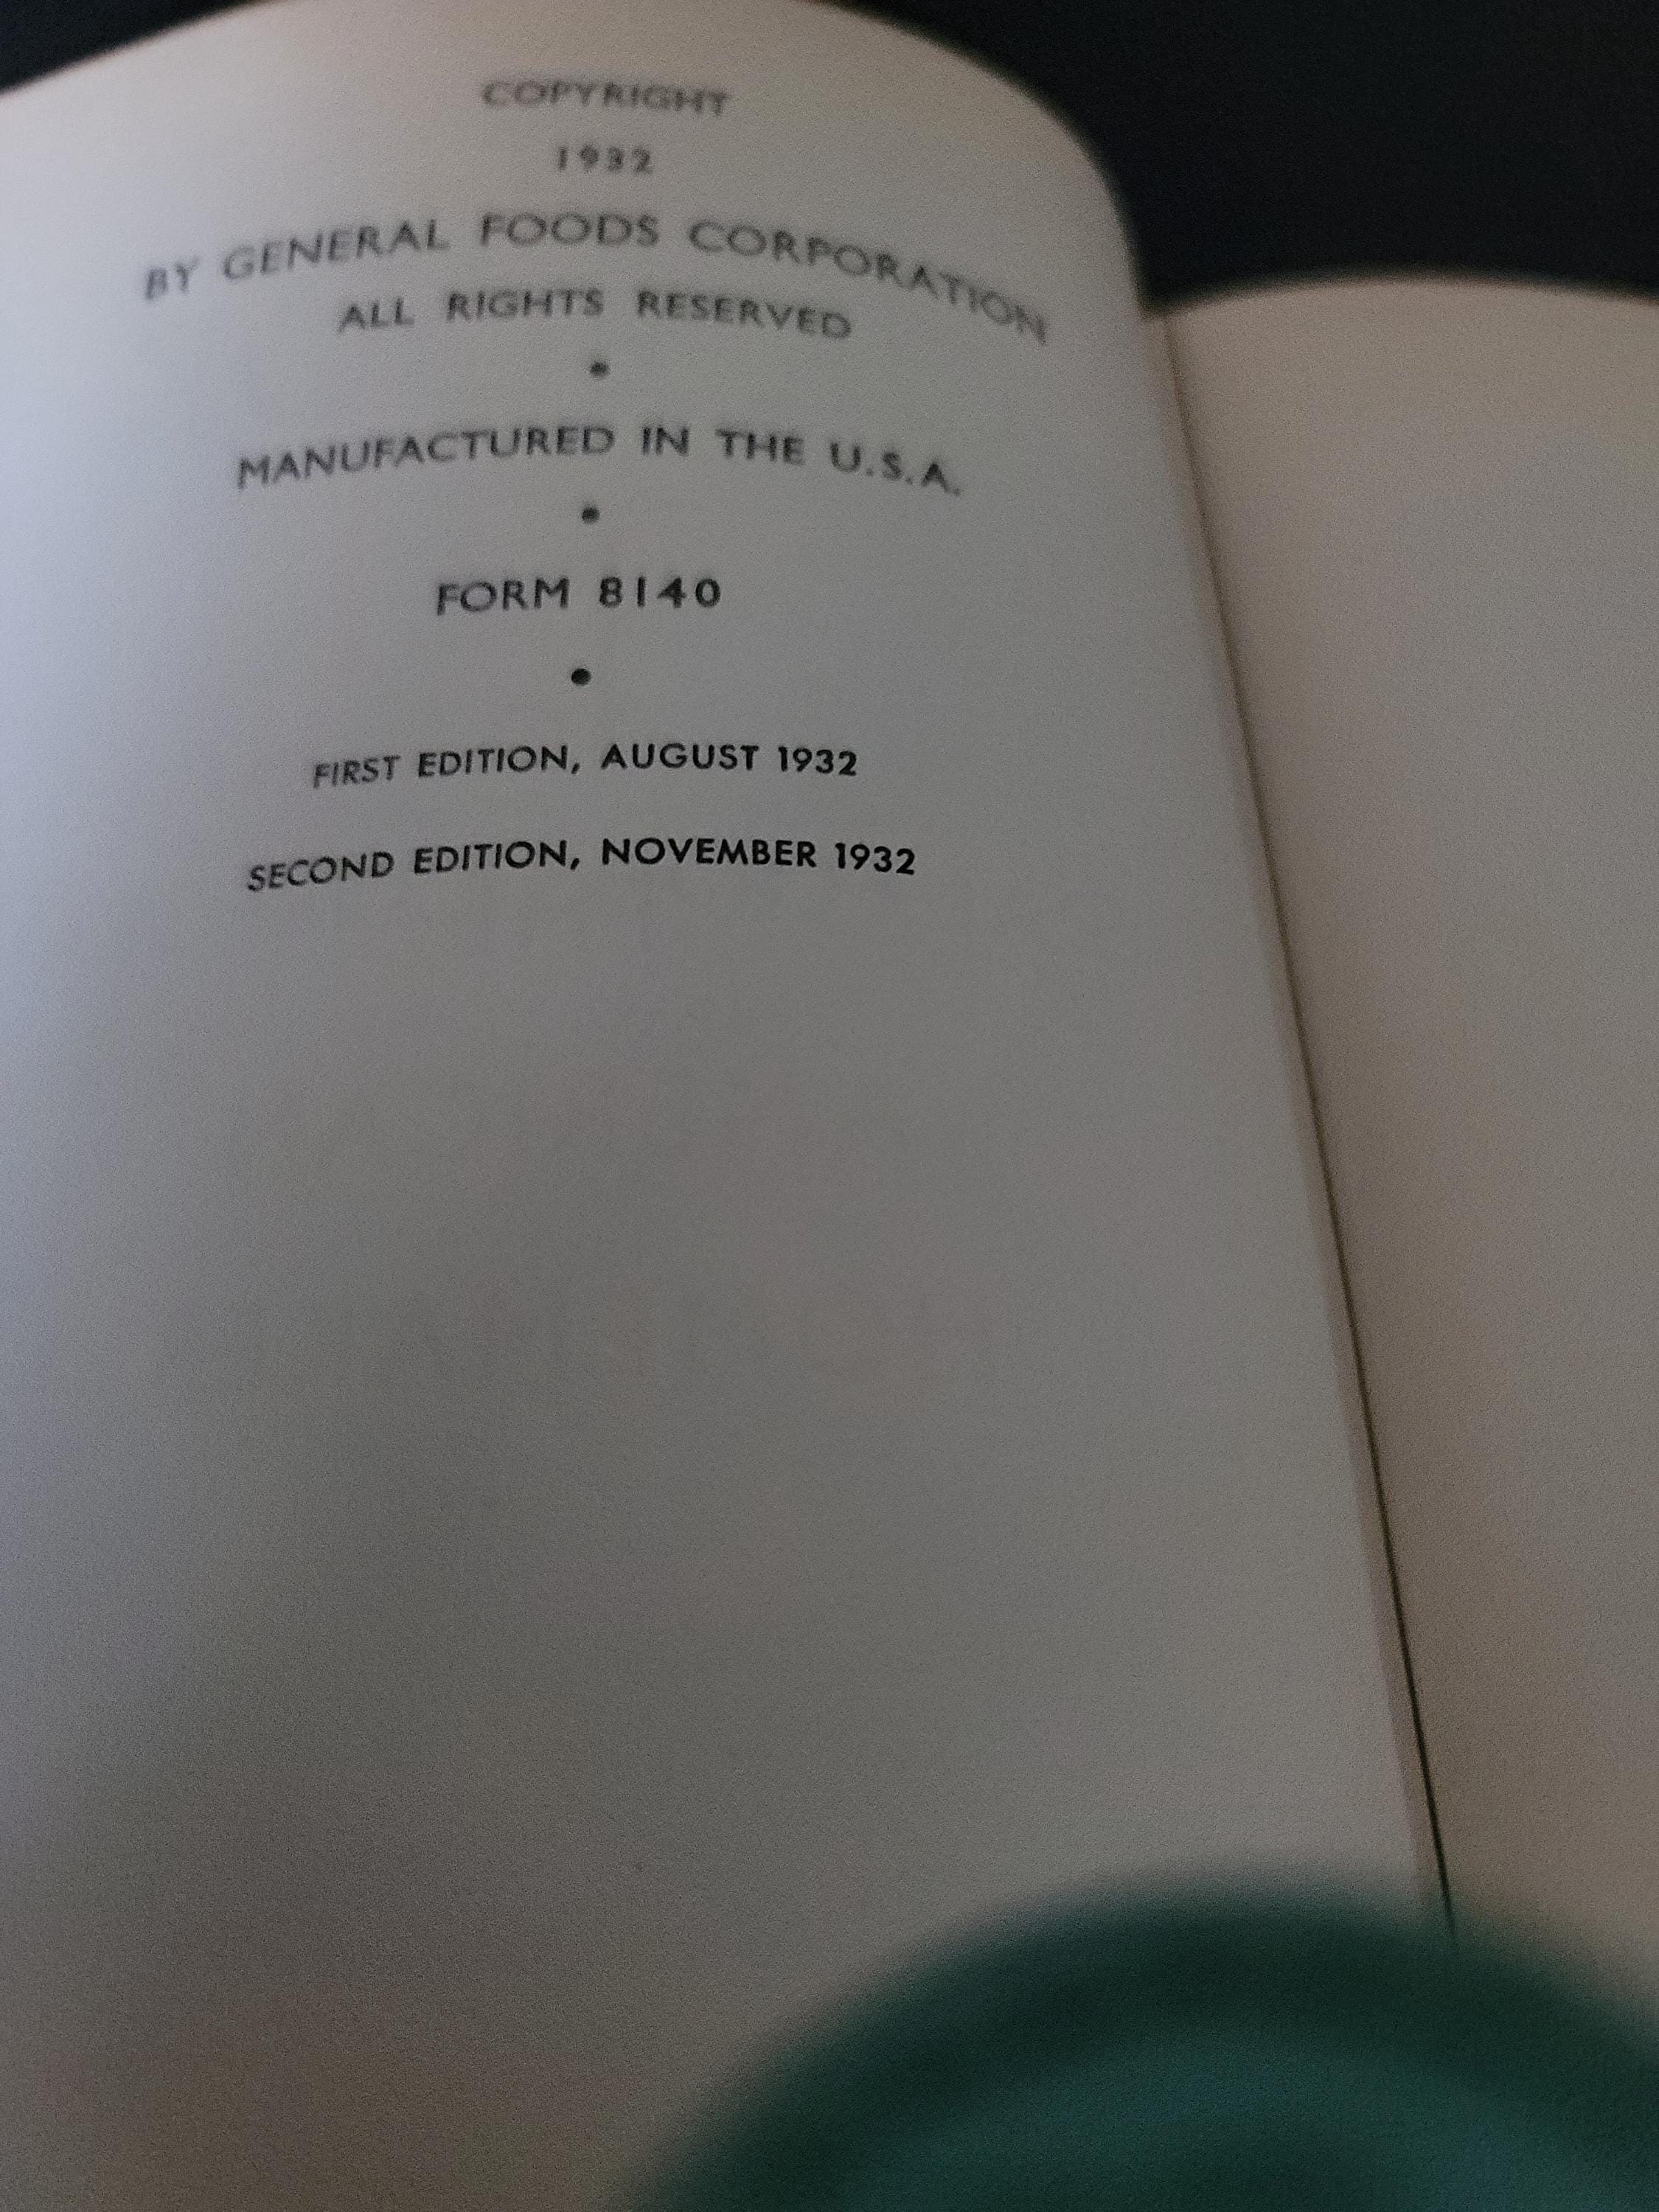 COPYRIGHT
1932
BY GENERAL FOODS CORPORATION
ALL RIGHTS RESERVED
•
MANUFACTURED IN THE U.S.A.
•
FORM 8140
•
FIRST EDITION, AUGUST 1932
SECOND EDITION, NOVEMBER 1932